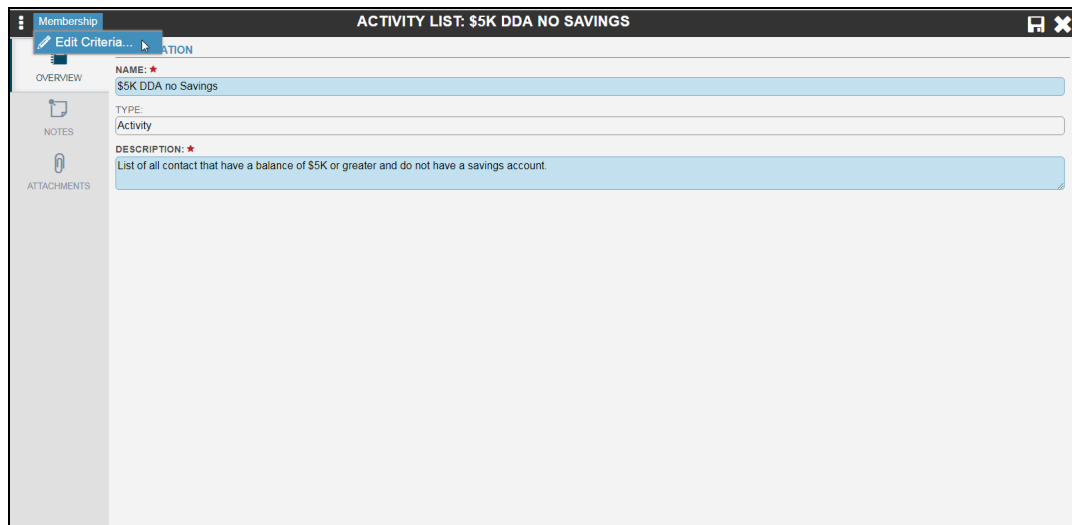 Membership
ACTIVITY LIST: $5K DDA NO SAVINGS
Edit Criteria...
ATION
OVERVIEW
NAME: ★
$5K DDA no Savings
NOTES
TYPE:
Activity
DESCRIPTION: ★
List of all contact that have a balance of $5K or greater and do not have a savings account.
ATTACHMENTS